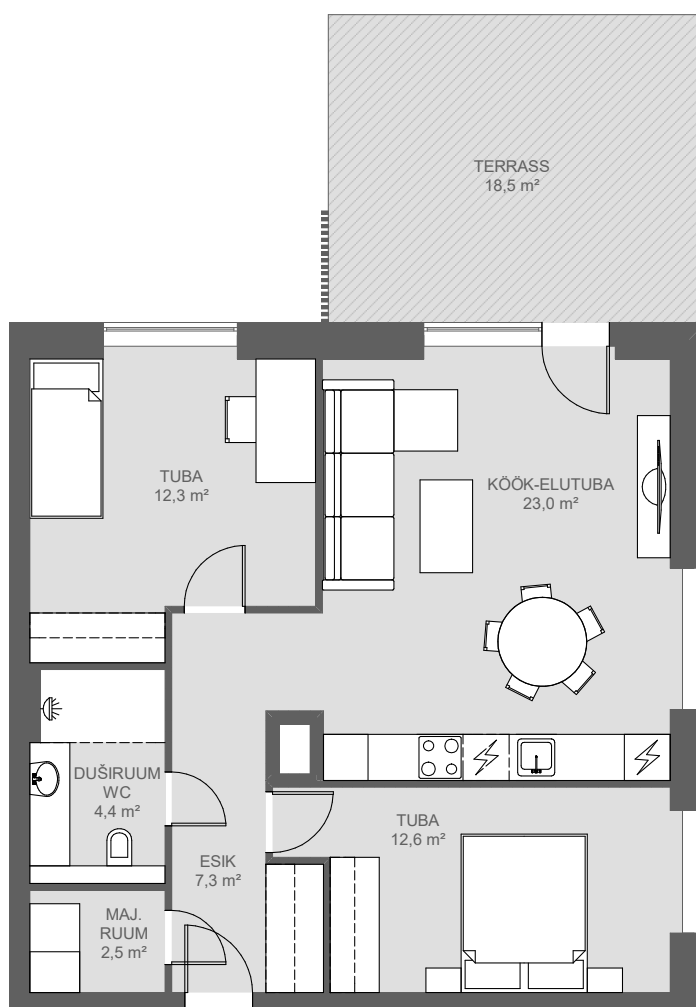 TERRASS
18,5 m²
TUBA
12,3 m²
KÖÖK-ELUTUBA
23,0 m²
DUŠIRUUM
WC
4,4 m²
TUBA
12,6 m²
ESIK
7,3 m²
MAJ.
RUUM
2,5 m²